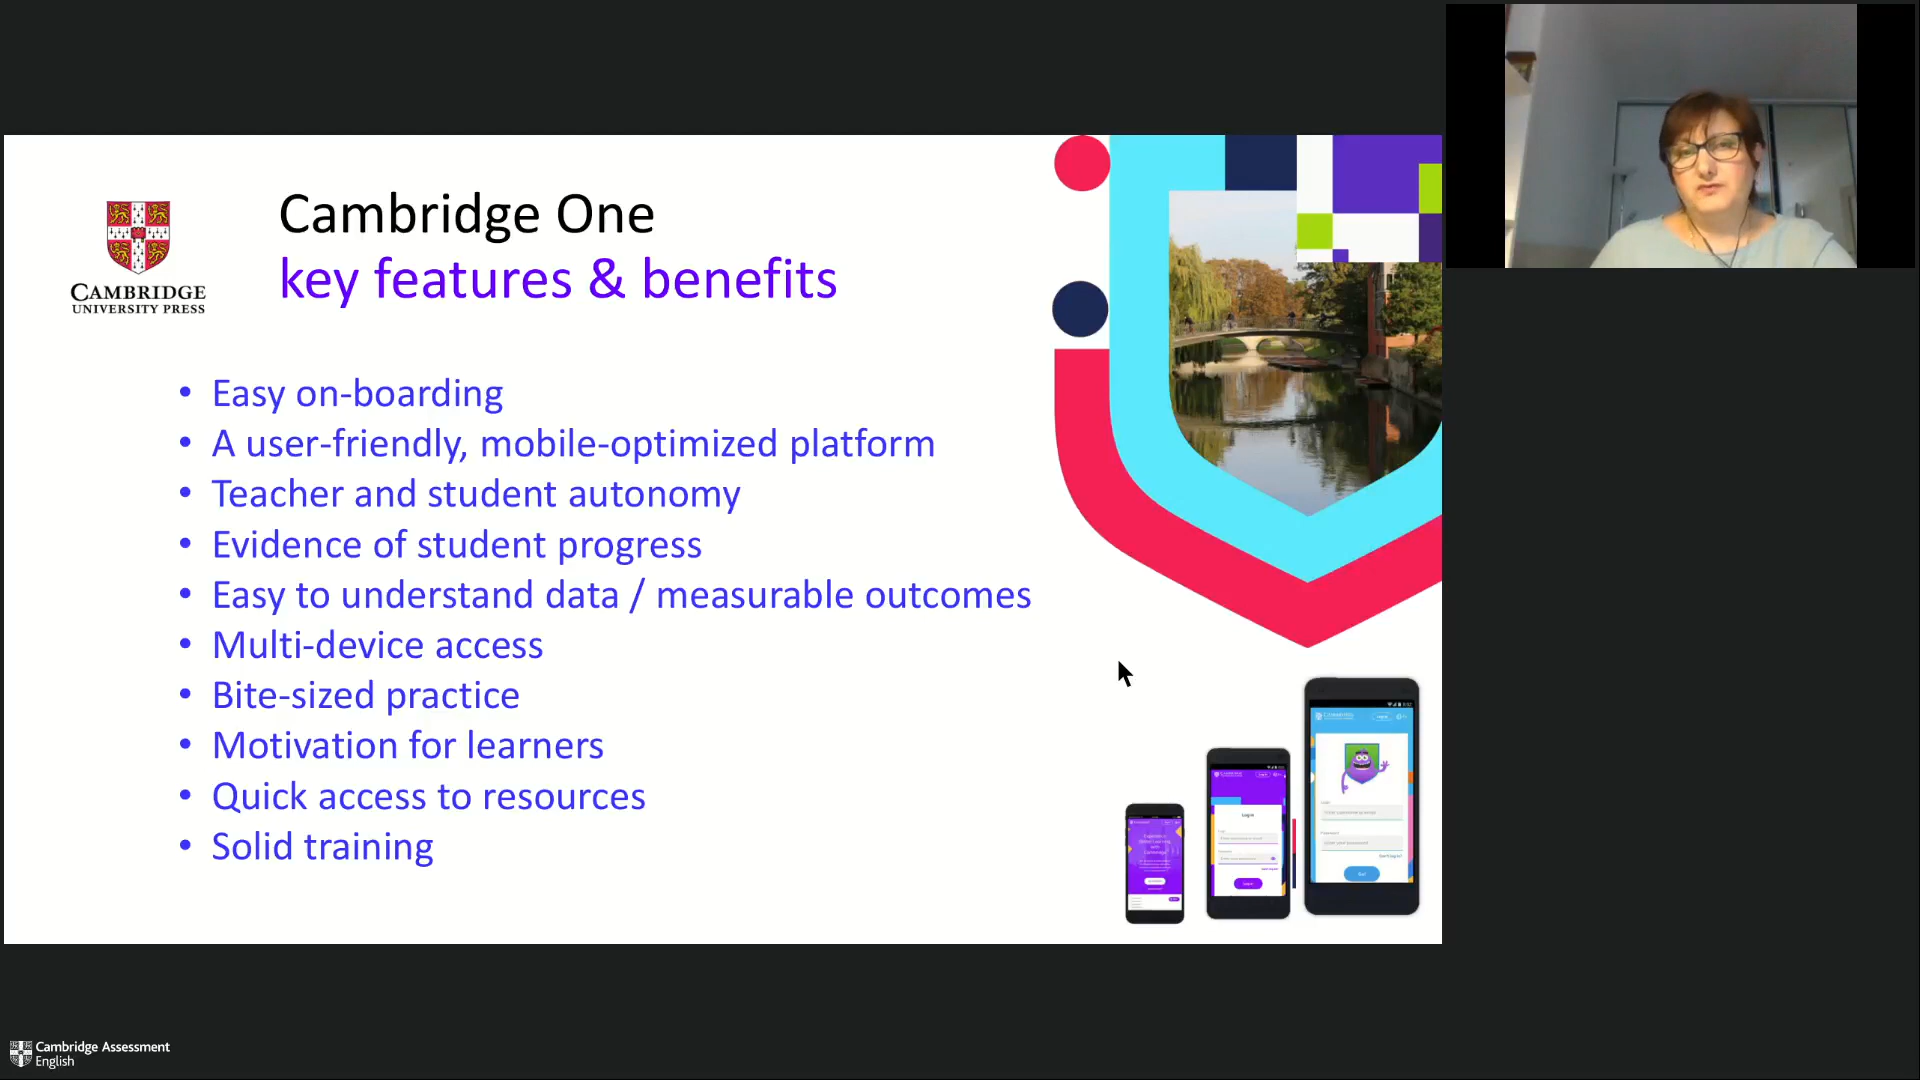 Cambridge One
key features & benefits
CAMBRIDGE
UNIVERSITY PRESS
• Easy on-boarding
• A user-friendly, mobile-optimized platform
• Teacher and student autonomy
• Evidence of student progress
• Easy to understand data / measurable outcomes
• Multi-device access
• Bite-sized practice
• Motivation for learners
• Quick access to resources
• Solid training
Log in
Cambridge Assessment
English